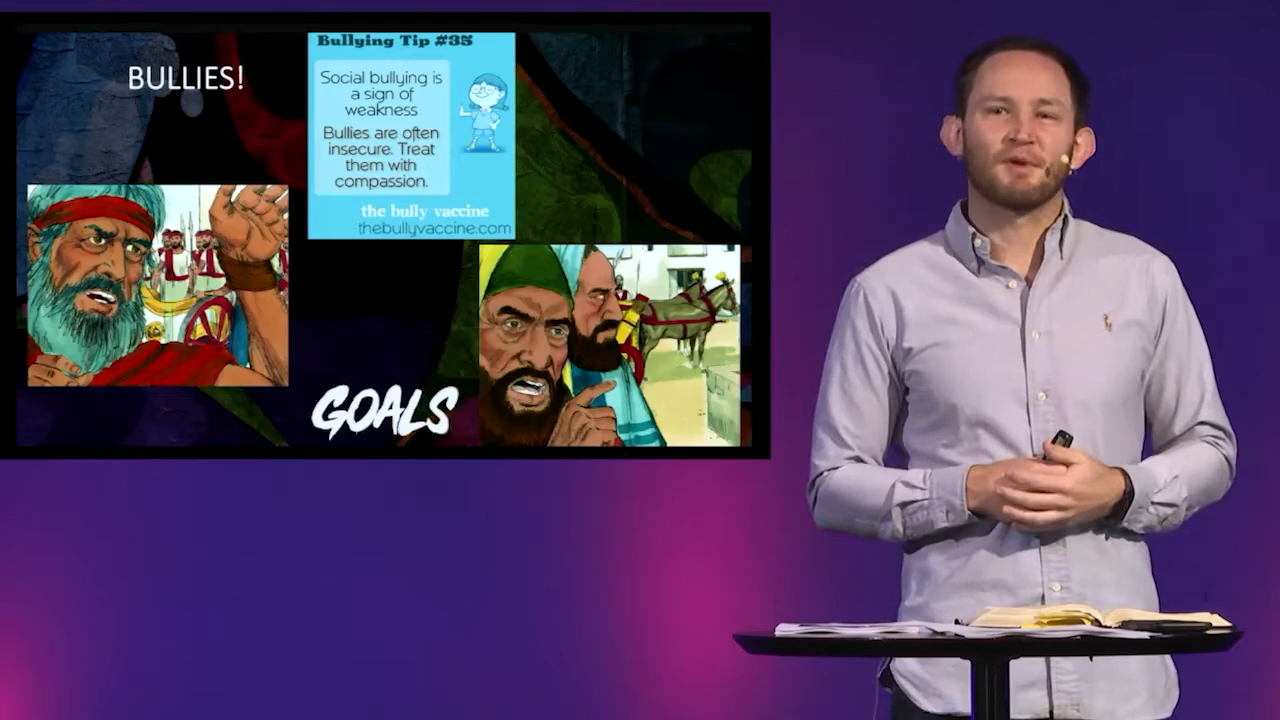 BULLIES!
Bullying Tip #35
Social bullying is
a sign of
weakness
Bullies are often
insecure. Treat
them with
compassion.
the bully vaccine
thebullyvaccine.com
GOALS